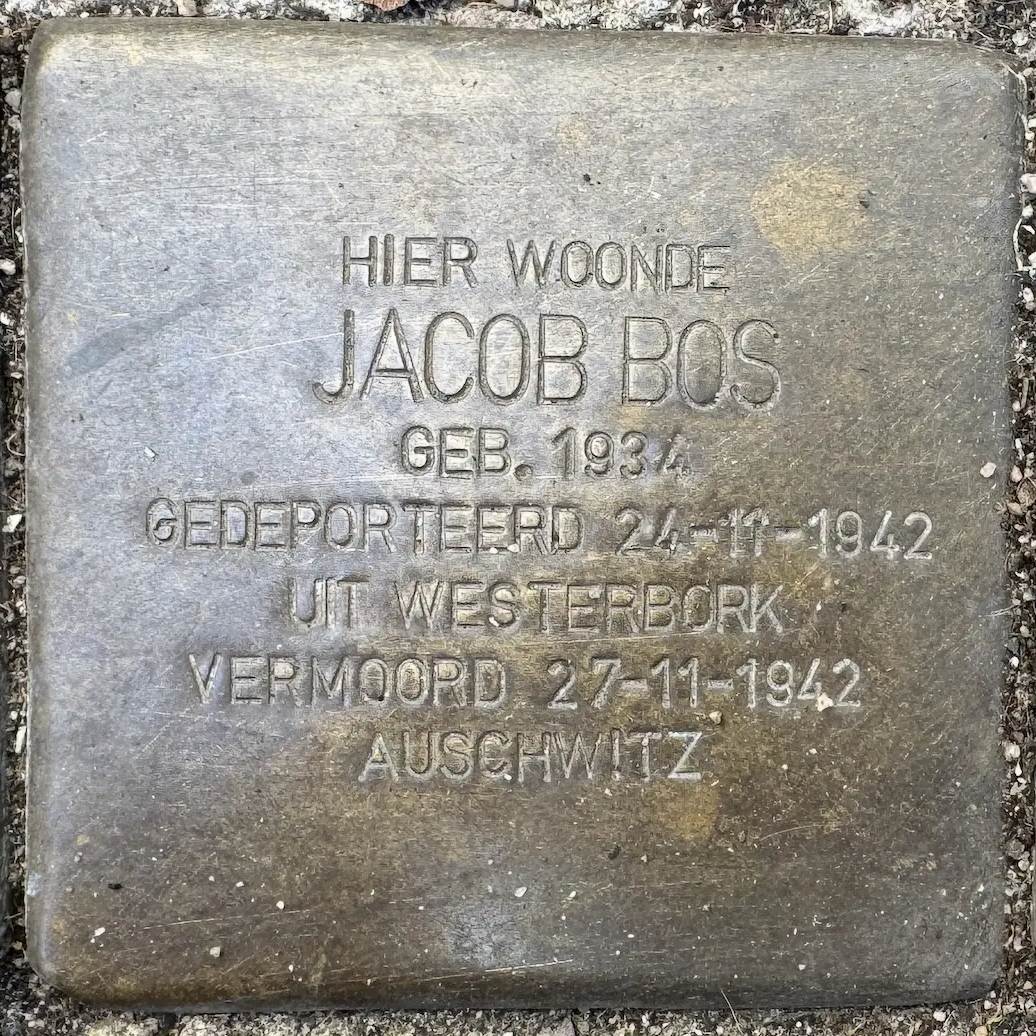 HIER WOONDE
JACOB BOS
GEB. 1934
GEDEPORTEERD 24-11-1942
UIT WESTERBORK
VERMOORD 27-11-1942
AUSCHWITZ